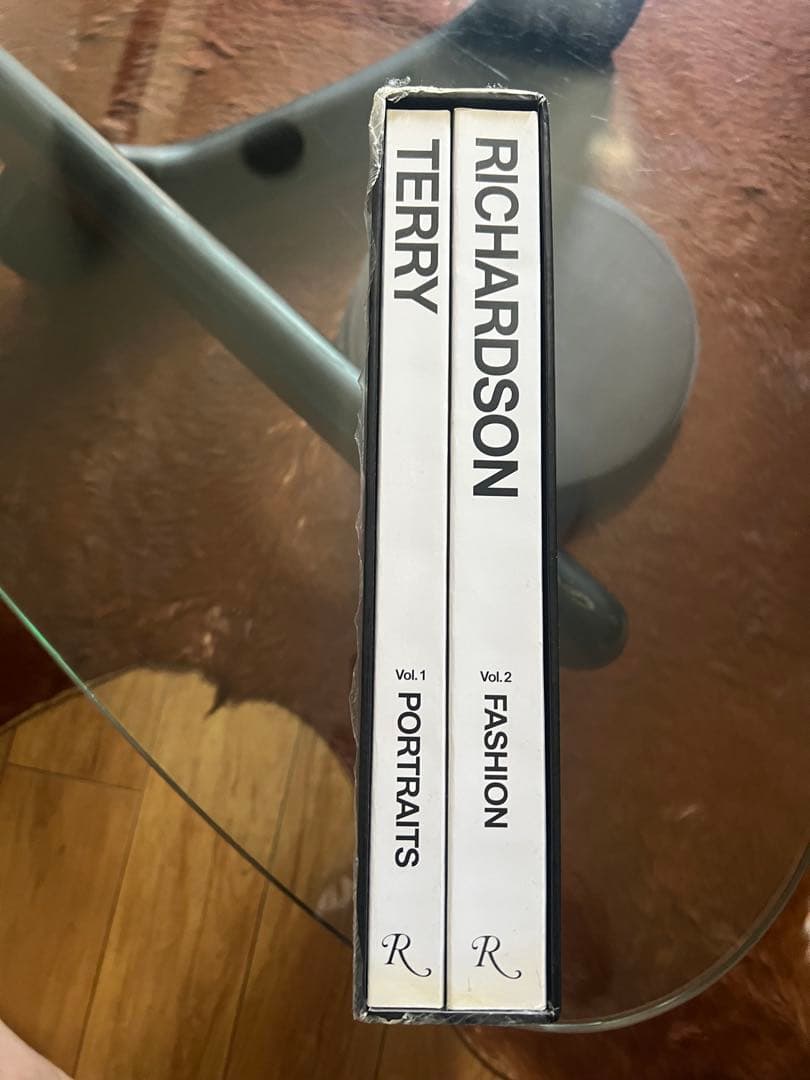 TERRY
Vol. 1 PORTRAITS
R
RICHARDSON
Vol. 2 FASHION
R